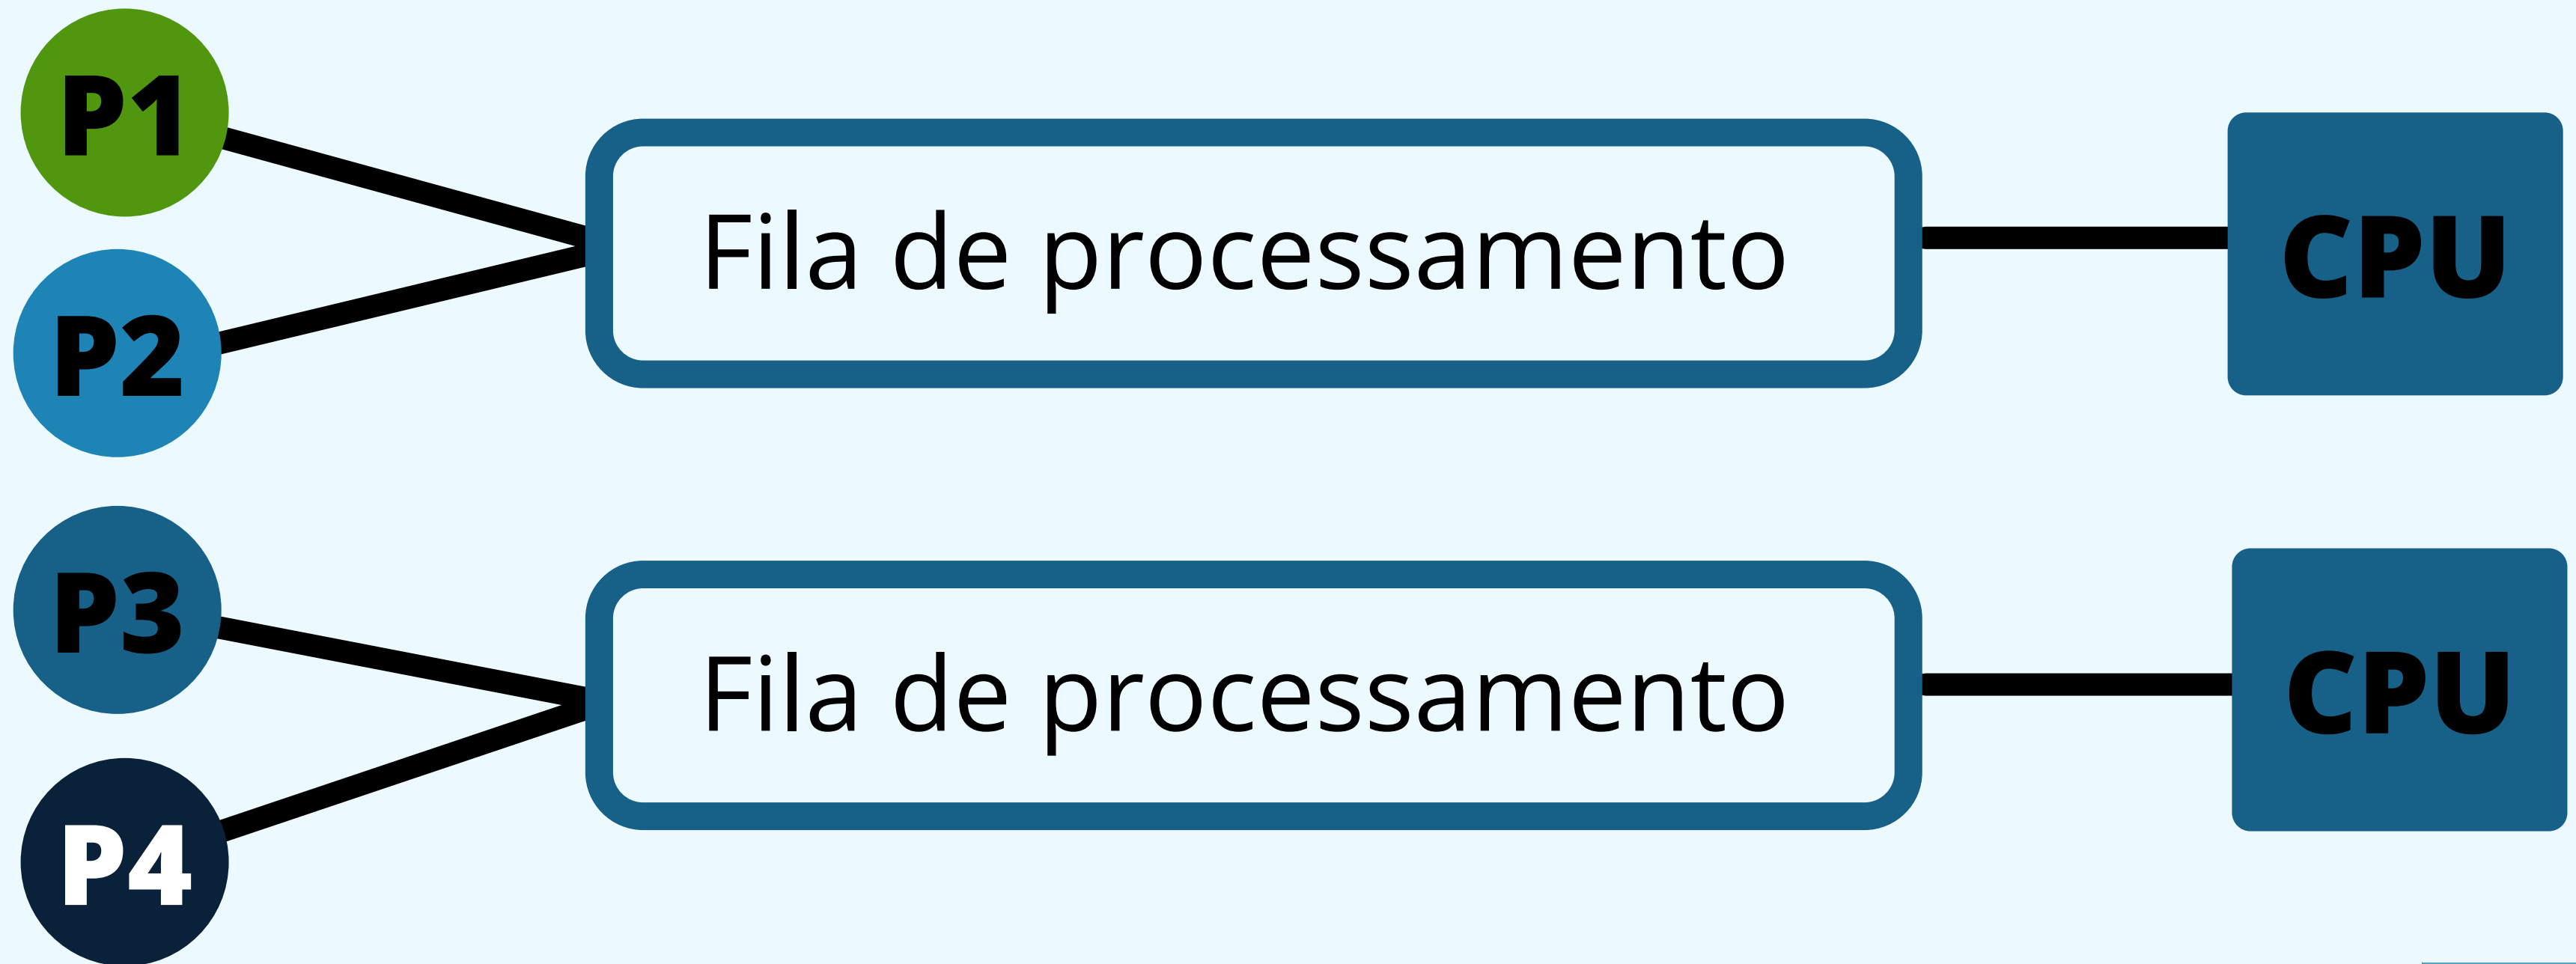 P1
P2
Fila de processamento
CPU
P3
P4
Fila de processamento
CPU